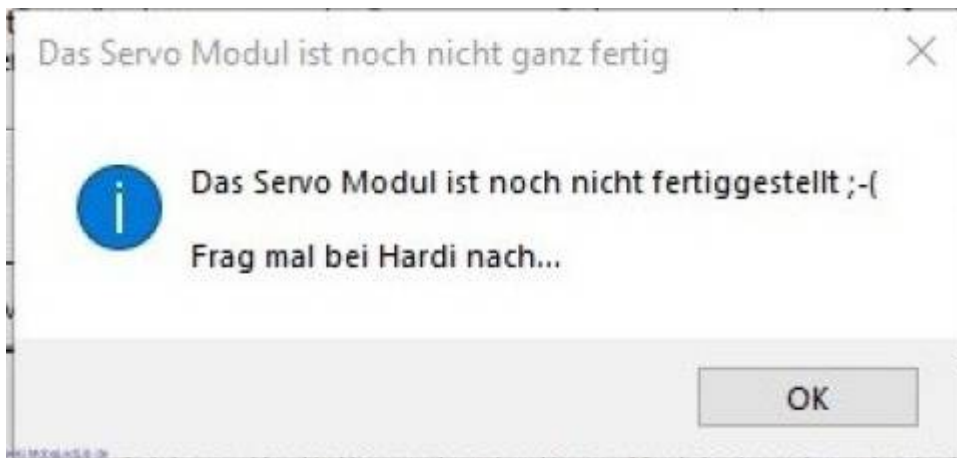 Das Servo Modul ist noch nicht ganz fertig
Das Servo Modul ist noch nicht fertiggestellt ;-(
Frag mal bei Hardi nach...
OK